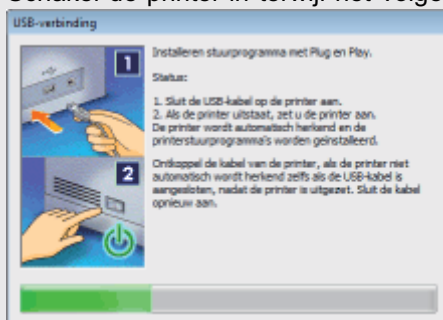 Schakel de printer in terwijl het volge
USB-verbinding
1
Installeren stuurprogramma met Plug en Play.
Status:
1. Sluit de USB-kabel op de printer aan.
2. Als de printer uitstaat, zet u de printer aan.
De printer wordt automatisch herkend en de
printerstuurprogramma's worden geïnstalleerd.
2
Ontkoppel de kabel van de printer, als de printer niet
automatisch wordt herkend zelfs als de USB-kabel is
aangesloten, nadat de printer is uitgezet. Sluit de kabel
opnieuw aan.